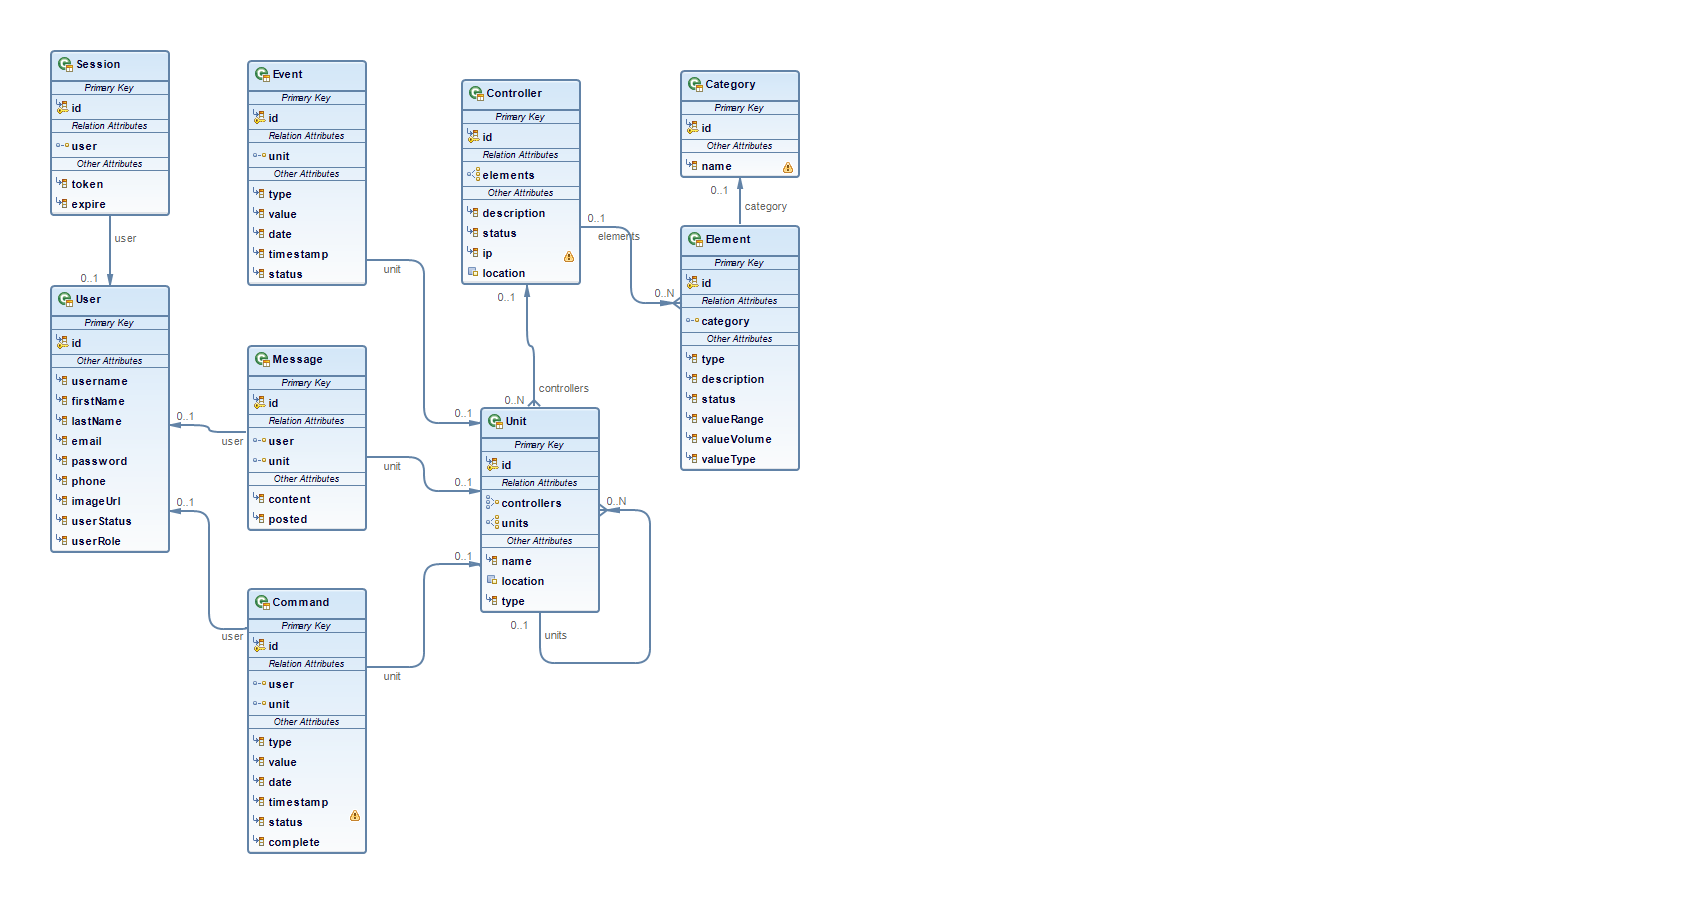 Session
Primary Key
id
Relation Attributes
user
Other Attributes
token
expire
user
0..1
User
Primary Key
id
Other Attributes
username
firstName
lastName
email
password
phone
imageUrl
userStatus
userRole
Event
Primary Key
id
Relation Attributes
unit
Other Attributes
type
value
date
timestamp
status
unit
0..1
Message
Primary Key
id
Relation Attributes
user
unit
Other Attributes
content
posted
0..1
user
unit
0..1
Command
Primary Key
id
Relation Attributes
user
unit
Other Attributes
type
value
date
timestamp
status
complete
0..1
user
unit
0..1
Controller
Primary Key
id
Relation Attributes
elements
Other Attributes
description
status
ip
location
0..1
elements
0..N
0..1
controllers
0..N
Unit
Primary Key
id
Relation Attributes
controllers
units
Other Attributes
name
location
type
0..N
0..1
units
Category
Primary Key
id
Other Attributes
name
0..1
category
Element
Primary Key
id
Relation Attributes
category
Other Attributes
type
description
status
valueRange
valueVolume
valueType